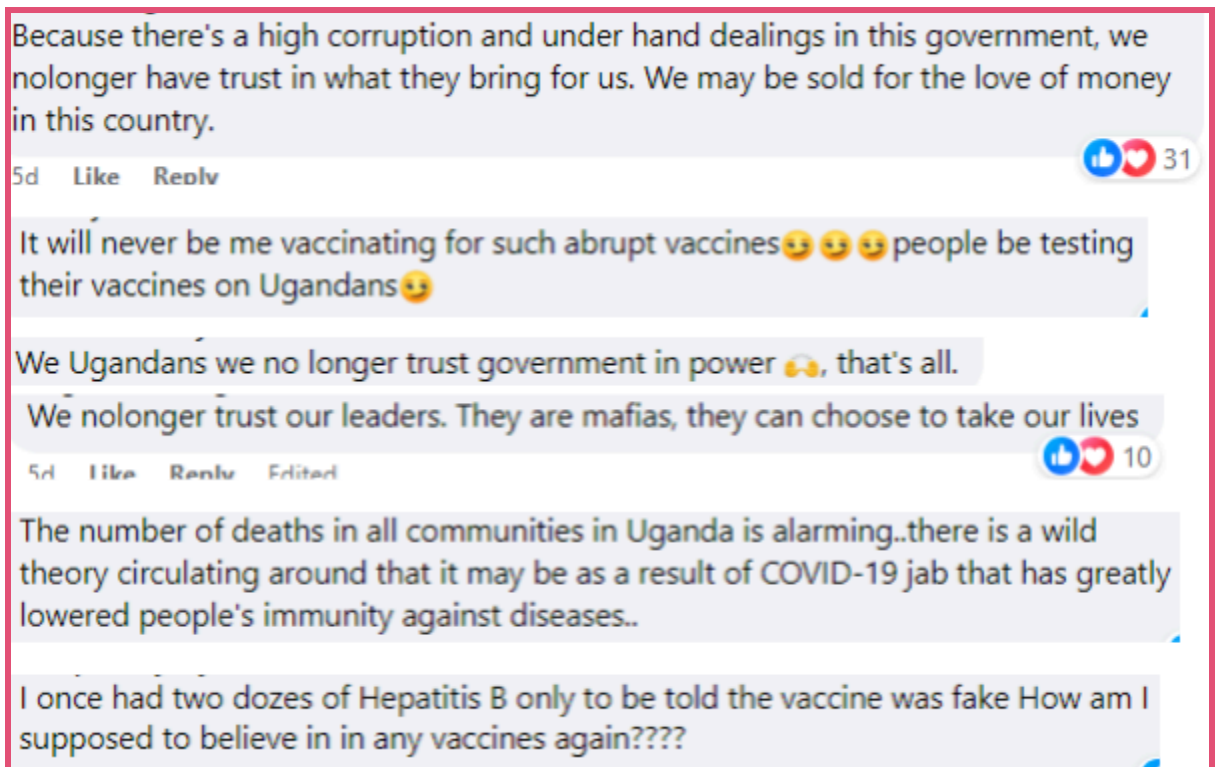 Because there's a high corruption and under hand dealings in this government, we
nolonger have trust in what they bring for us. We may be sold for the love of money
in this country.
5d Like Reply 31
It will never be me vaccinating for such abrupt vaccines😏😏😏people be testing
their vaccines on Ugandans😏
We Ugandans we no longer trust government in power 🙌, that's all.
We nolonger trust our leaders. They are mafias, they can choose to take our lives
5d Like Reply Edited 10
The number of deaths in all communities in Uganda is alarming..there is a wild
theory circulating around that it may be as a result of COVID-19 jab that has greatly
lowered people's immunity against diseases..
I once had two dozes of Hepatitis B only to be told the vaccine was fake How am I
supposed to believe in in any vaccines again????